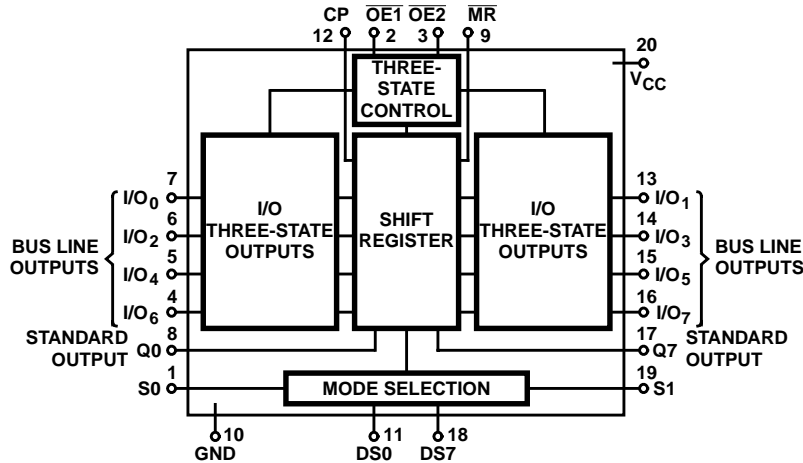 CP OE1 OE2 MR
12 2 3 9
20
VCC
THREE-
STATE
CONTROL
7
I/O0
6
I/O2
5
I/O4
4
I/O6
BUS LINE
OUTPUTS
I/O
THREE-STATE
OUTPUTS
SHIFT
REGISTER
I/O
THREE-STATE
OUTPUTS
13
I/O1
14
I/O3
15
I/O5
16
I/O7
BUS LINE
OUTPUTS
STANDARD
OUTPUT
8
Q0
17
Q7
STANDARD
OUTPUT
1
S0
MODE SELECTION
19
S1
10
GND
11
DS0
18
DS7